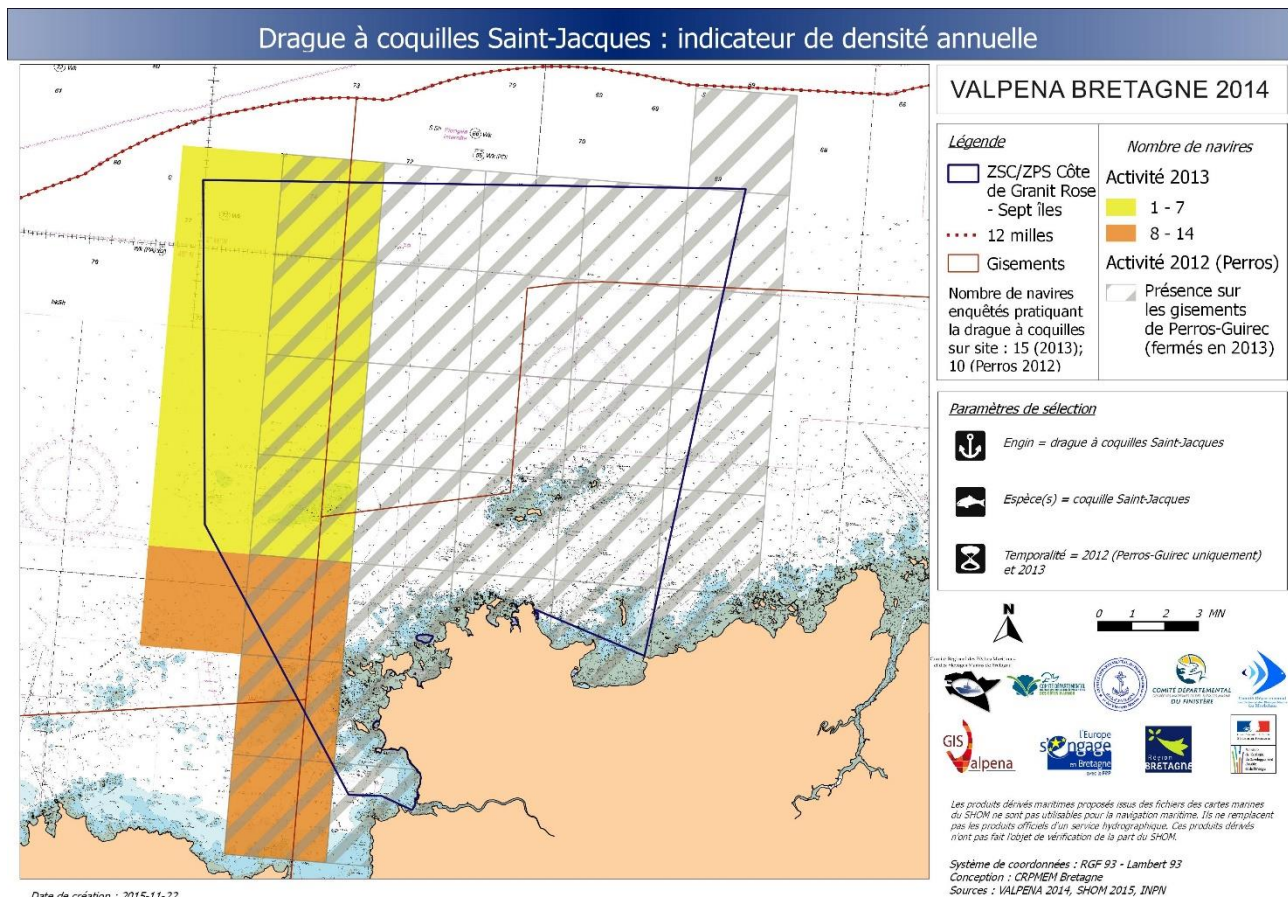 Drague à coquilles Saint-Jacques : indicateur de densité annuelle
VALPENA BRETAGNE 2014
Légende
ZSC/ZPS Côte
de Granit Rose
- Sept îles
12 milles
Gisements
Nombre de navires
enquêtés pratiquant
la drague à coquilles
sur site : 15 (2013);
10 (Perros 2012)
Nombre de navires
Activité 2013
1 - 7
8 - 14
Activité 2012 (Perros)
Présence sur
les gisements
de Perros-Guirec
(fermés en 2013)
Paramètres de sélection
Engin = drague à coquilles Saint-Jacques
Espèce(s) = coquille Saint-Jacques
Temporalité = 2012 (Perros-Guirec uniquement)
et 2013
N
0 1 2 3 MN
COMITÉ DÉPARTEMENTAL
DU FINISTÈRE
GIS
Valpena
l'Europe
s'engage
en Bretagne
Région
BRETAGNE
Les produits dérivés maritimes proposés issus des fichiers des cartes marines
du SHOM ne sont pas utilisables pour la navigation maritime. Ils ne remplacent
pas les produits officiels d'un service hydrographique. Ces produits dérivés
n'ont pas fait l'objet de vérification de la part du SHOM.
Système de coordonnées : RGF 93 - Lambert 93
Conception : CRPMEM Bretagne
Sources : VALPENA 2014, SHOM 2015, INPN
Date de création : 2015-11-22